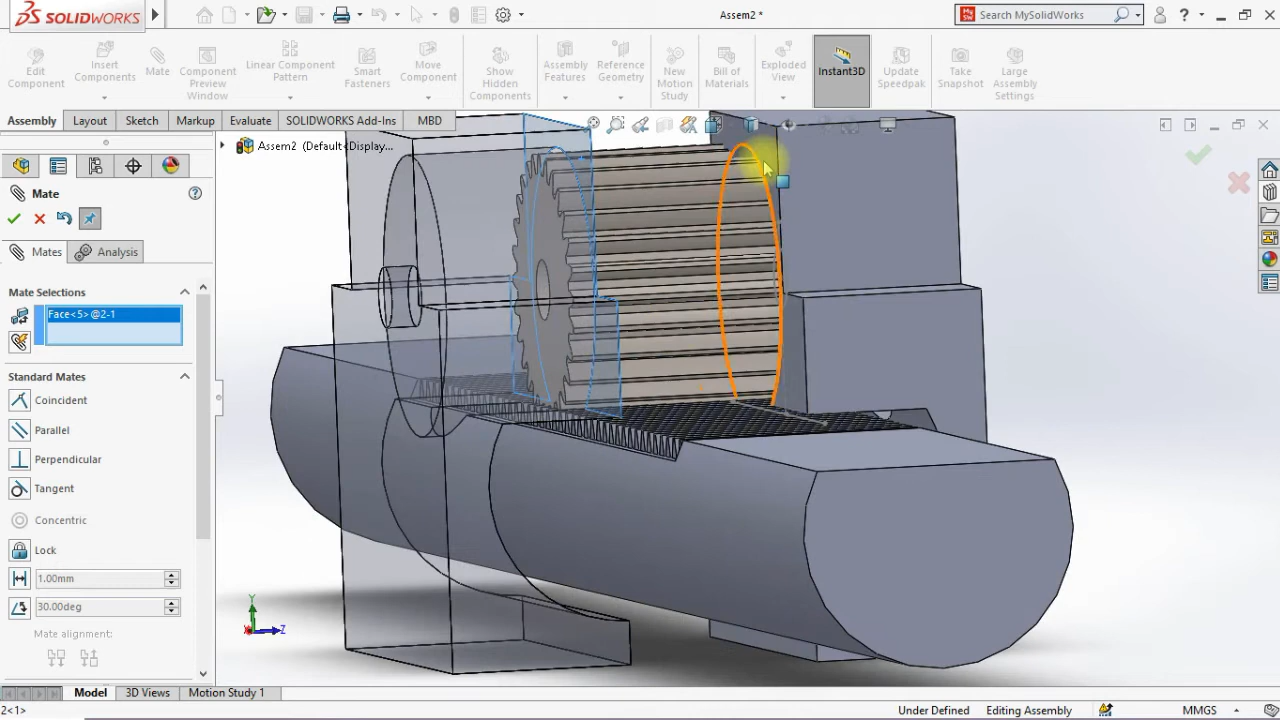 SOLIDWORKS
Assem2 *
Search MySolidWorks
?
Edit Component
Insert Components
Mate
Component Preview Window
Linear Component Pattern
Smart Fasteners
Move Component
Show Hidden Components
Assembly Features
Reference Geometry
New Motion Study
Bill of Materials
Exploded View
Instant3D
Update Speedpak
Take Snapshot
Large Assembly Settings
Assembly
Layout
Sketch
Markup
Evaluate
SOLIDWORKS Add-Ins
MBD
Assem2 (Default<Display...
Mate
Mates
Analysis
Mate Selections
Face<5>@2-1
Standard Mates
Coincident
Parallel
Perpendicular
Tangent
Concentric
Lock
1.00mm
30.00deg
Mate alignment:
Y
Z
Model
3D Views
Motion Study 1
2<1>
Under Defined
Editing Assembly
MMGS